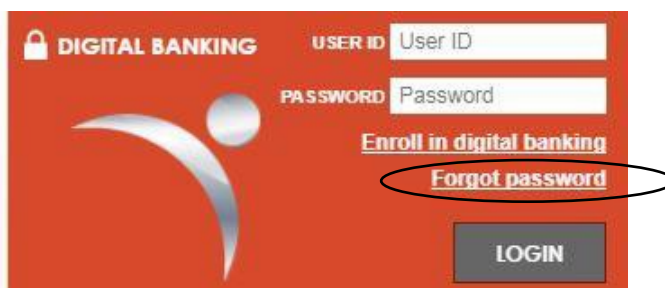 DIGITAL BANKING
USER ID User ID
PASSWORD Password
Enroll in digital banking
Forgot password
LOGIN